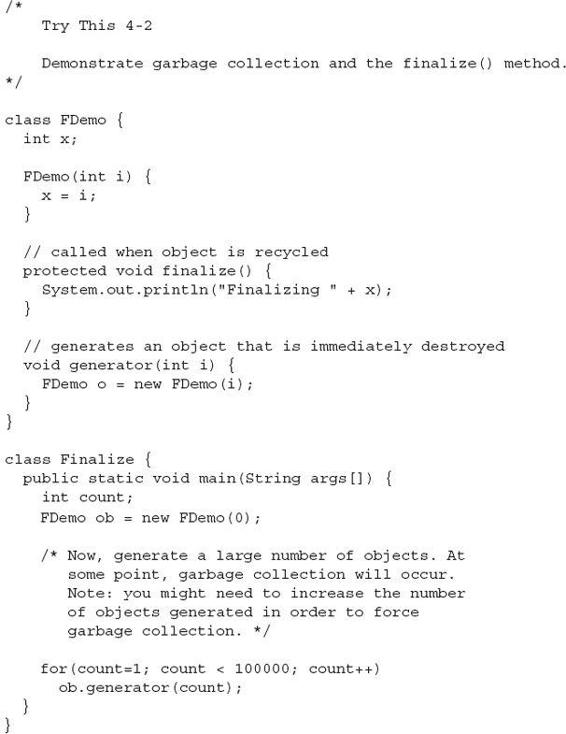 /*
    Try This 4-2

    Demonstrate garbage collection and the finalize() method.
*/

class FDemo {
  int x;

  FDemo(int i) {
    x = i;
  }

  // called when object is recycled
  protected void finalize() {
    System.out.println("Finalizing " + x);
  }

  // generates an object that is immediately destroyed
  void generator(int i) {
    FDemo o = new FDemo(i);
  }
}

class Finalize {
  public static void main(String args[]) {
    int count;
    FDemo ob = new FDemo(0);

    /* Now, generate a large number of objects. At
       some point, garbage collection will occur.
       Note: you might need to increase the number
       of objects generated in order to force
       garbage collection. */

    for(count=1; count < 100000; count++)
      ob.generator(count);
  }
}